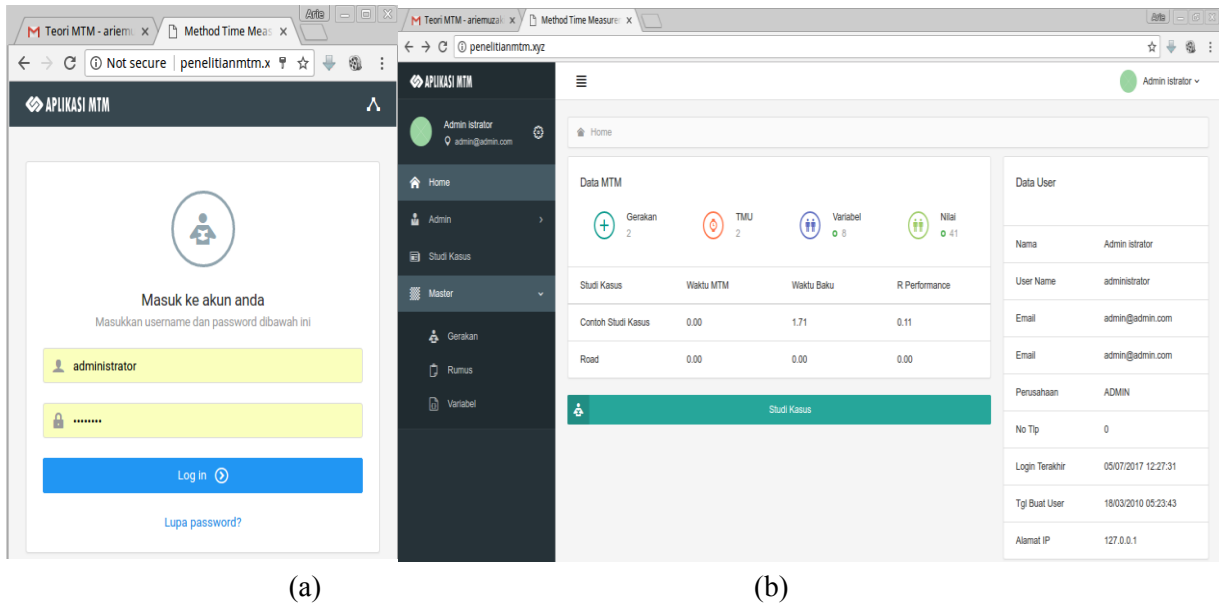 Arie
Teori MTM - ariemu
Method Time Meas
Not secure | penelitianmtm.x
APLIKASI MTM
Masuk ke akun anda
Masukkan username dan password dibawah ini
administrator
••••••••
Log in
Lupa password?
(a)
Arie
Teori MTM - ariemuzak
Method Time Measurem
penelitianmtm.xyz
APLIKASI MTM
Admin istrator
Admin istrator
admin@admin.com
Home
Admin
Studi Kasus
Master
Gerakan
Rumus
Variabel
Home
Data MTM
Gerakan
2
TMU
2
Variabel
8
Nilai
41
Studi Kasus Waktu MTM Waktu Baku R Performance
Contoh Studi Kasus 0.00 1.71 0.11
Road 0.00 0.00 0.00
Studi Kasus
Data User
Nama Admin istrator
User Name administrator
Email admin@admin.com
Email admin@admin.com
Perusahaan ADMIN
No Tlp 0
Login Terakhir 05/07/2017 12:27:31
Tgl Buat User 18/03/2010 05:23:43
Alamat IP 127.0.0.1
(b)